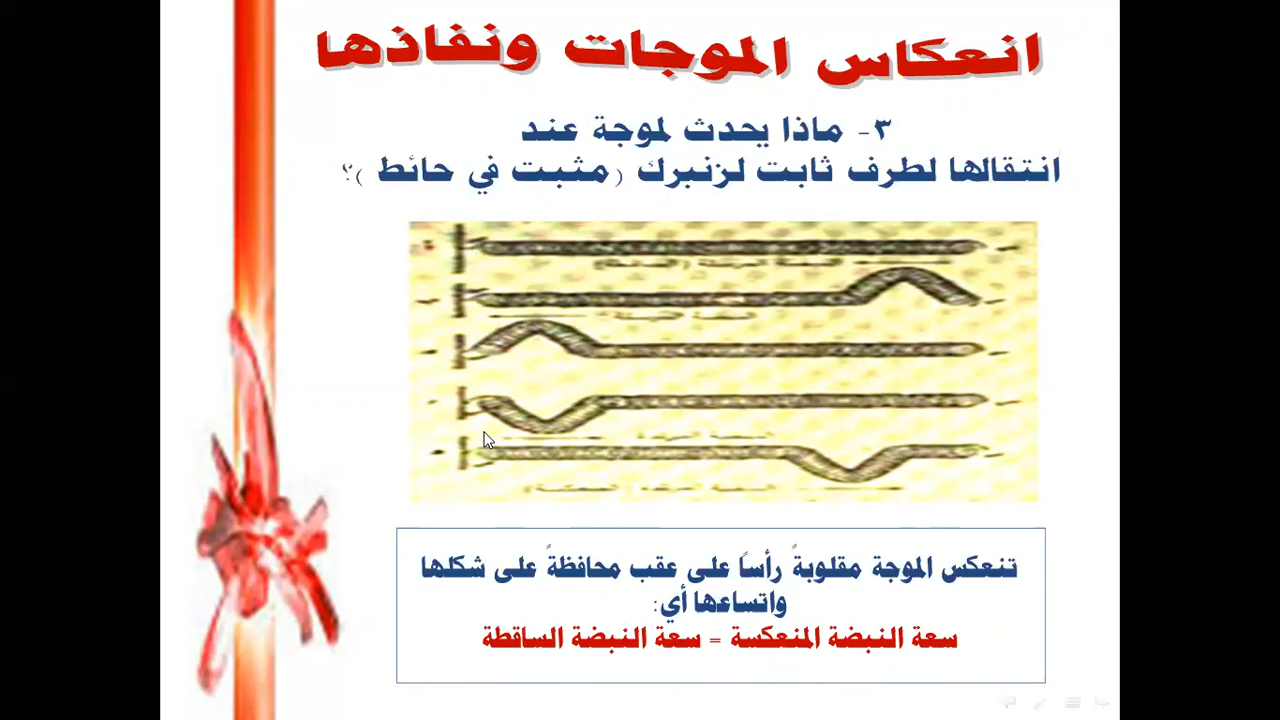 انعكاس الموجات ونفاذها
٣- ماذا يحدث لموجة عند
انتقالها لطرف ثابت لزنبرك (مثبت في حائط )؟
تنعكس الموجة مقلوبةً رأسًا على عقب محافظةً على شكلها
واتساعها أي:
سعة النبضة المنعكسة = سعة النبضة الساقطة